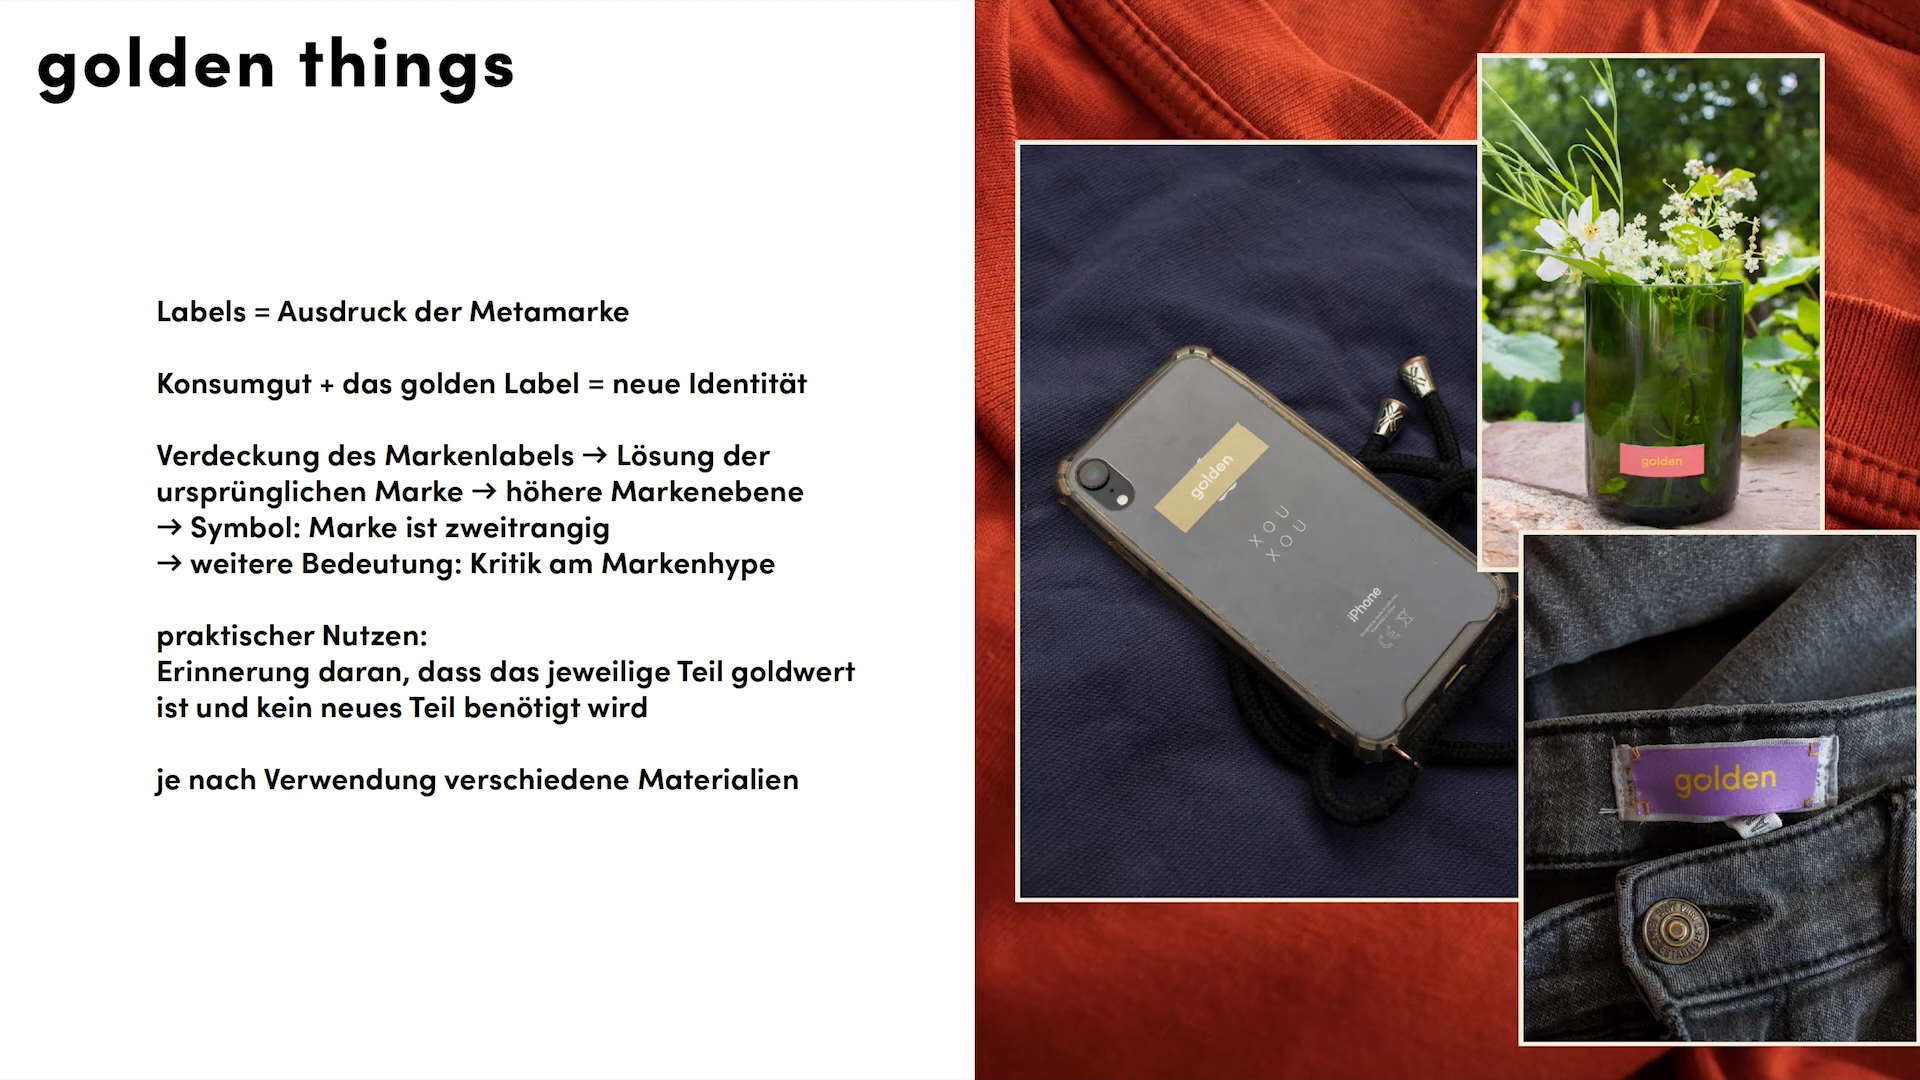 golden things
Labels = Ausdruck der Metamarke
Konsumgut + das golden Label = neue Identität
Verdeckung des Markenlabels → Lösung der
ursprünglichen Marke → höhere Markenebene
→ Symbol: Marke ist zweitrangig
→ weitere Bedeutung: Kritik am Markenhype
praktischer Nutzen:
Erinnerung daran, dass das jeweilige Teil goldwert
ist und kein neues Teil benötigt wird
je nach Verwendung verschiedene Materialien
golden
XOU
XOU
iPhone
golden
golden